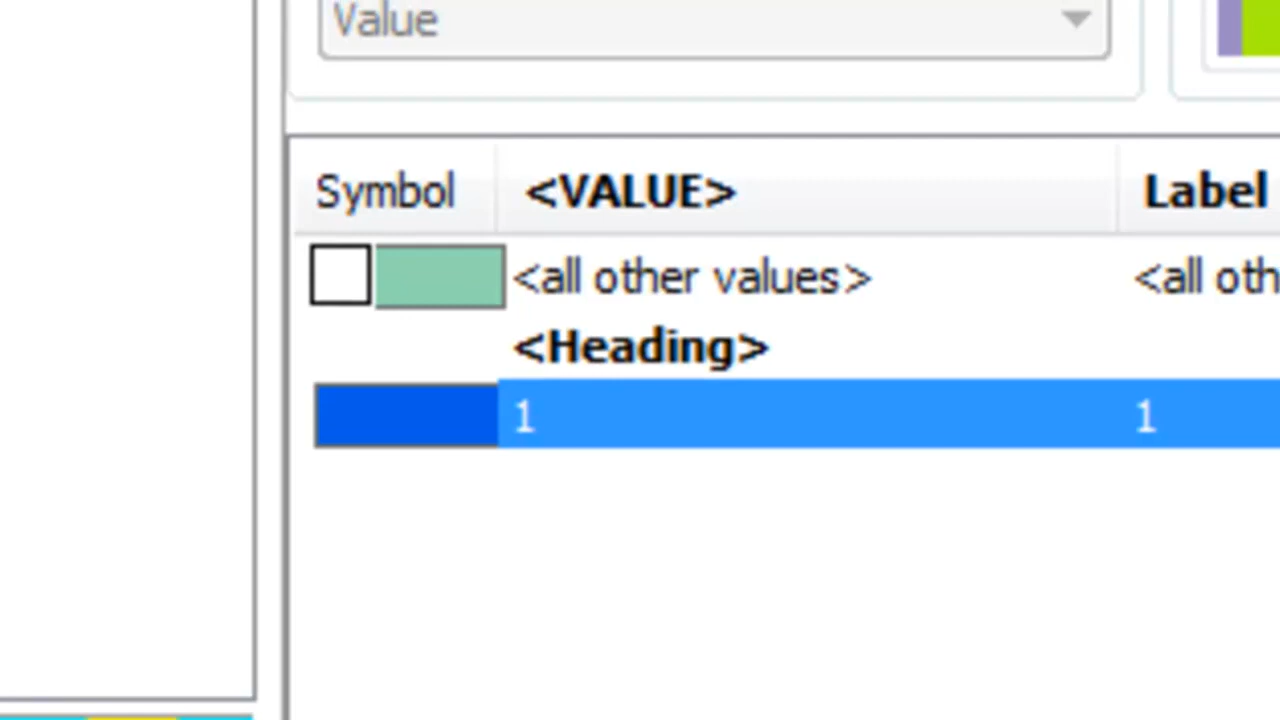 Value
Symbol <VALUE> Label
<all other values> <all oth
<Heading>
1 1